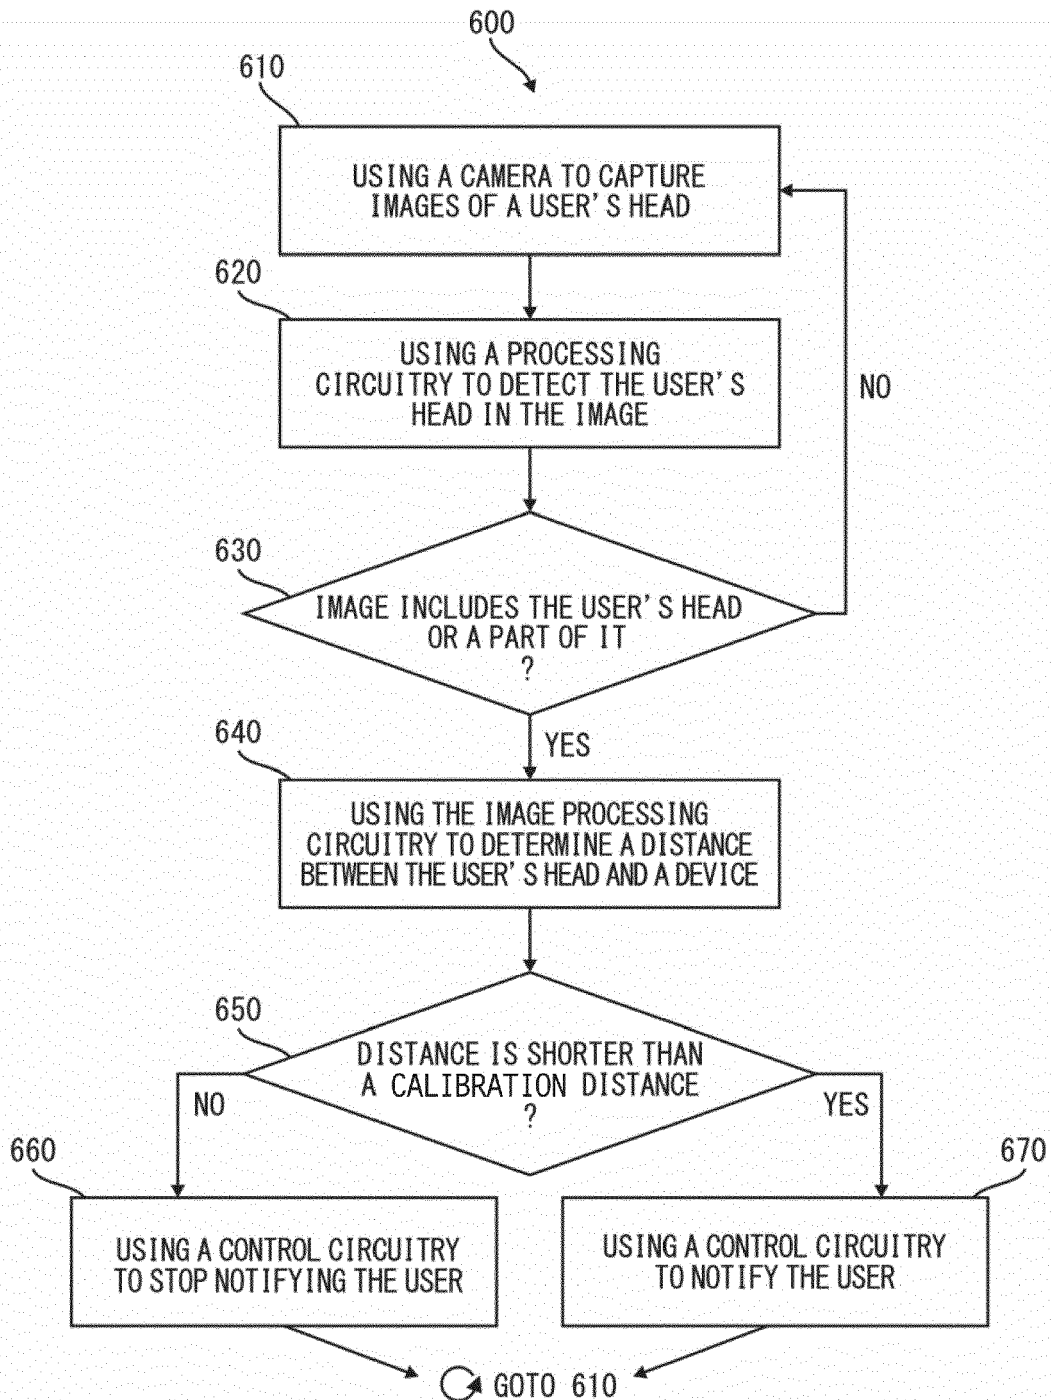 600
610
USING A CAMERA TO CAPTURE
IMAGES OF A USER'S HEAD
620
USING A PROCESSING
CIRCUITRY TO DETECT THE USER'S
HEAD IN THE IMAGE
NO
630
IMAGE INCLUDES THE USER'S HEAD
OR A PART OF IT
?
YES
640
USING THE IMAGE PROCESSING
CIRCUITRY TO DETERMINE A DISTANCE
BETWEEN THE USER'S HEAD AND A DEVICE
650
DISTANCE IS SHORTER THAN
A CALIBRATION DISTANCE
?
NO
YES
660
USING A CONTROL CIRCUITRY
TO STOP NOTIFYING THE USER
670
USING A CONTROL CIRCUITRY
TO NOTIFY THE USER
GOTO 610